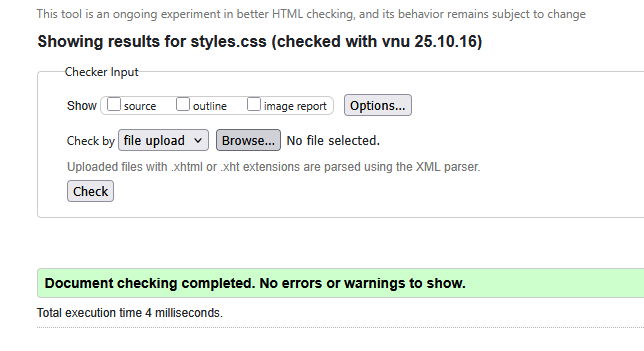 This tool is an ongoing experiment in better HTML checking, and its behavior remains subject to change
Showing results for styles.css (checked with vnu 25.10.16)
Checker Input
Show source outline image report Options...
Check by file upload Browse... No file selected.
Uploaded files with .xhtml or .xht extensions are parsed using the XML parser.
Check
Document checking completed. No errors or warnings to show.
Total execution time 4 milliseconds.